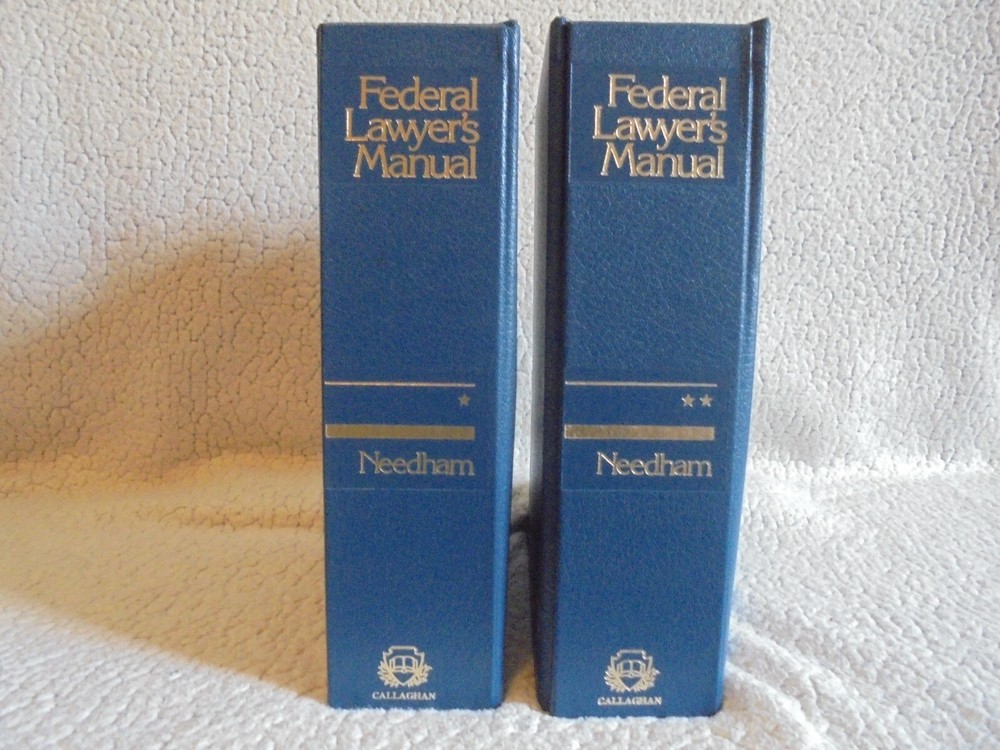 Federal
Lawyer's
Manual
★
Needham
CALLAGHAN
Federal
Lawyer's
Manual
★★
Needham
CALLAGHAN